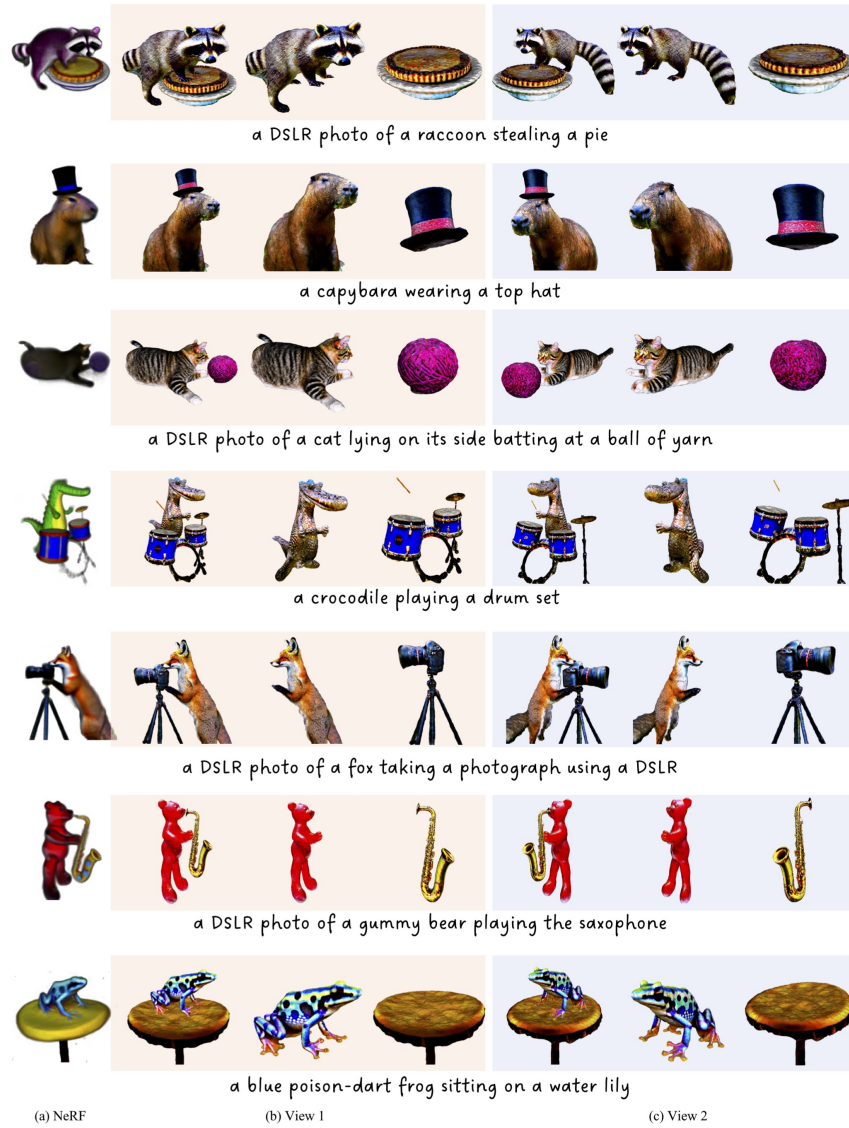 a DSLR photo of a raccoon stealing a pie
a capybara wearing a top hat
a DSLR photo of a cat lying on its side batting at a ball of yarn
a crocodile playing a drum set
a DSLR photo of a fox taking a photograph using a DSLR
a DSLR photo of a gummy bear playing the saxophone
a blue poison-dart frog sitting on a water lily
(a) NeRF (b) View 1 (c) View 2